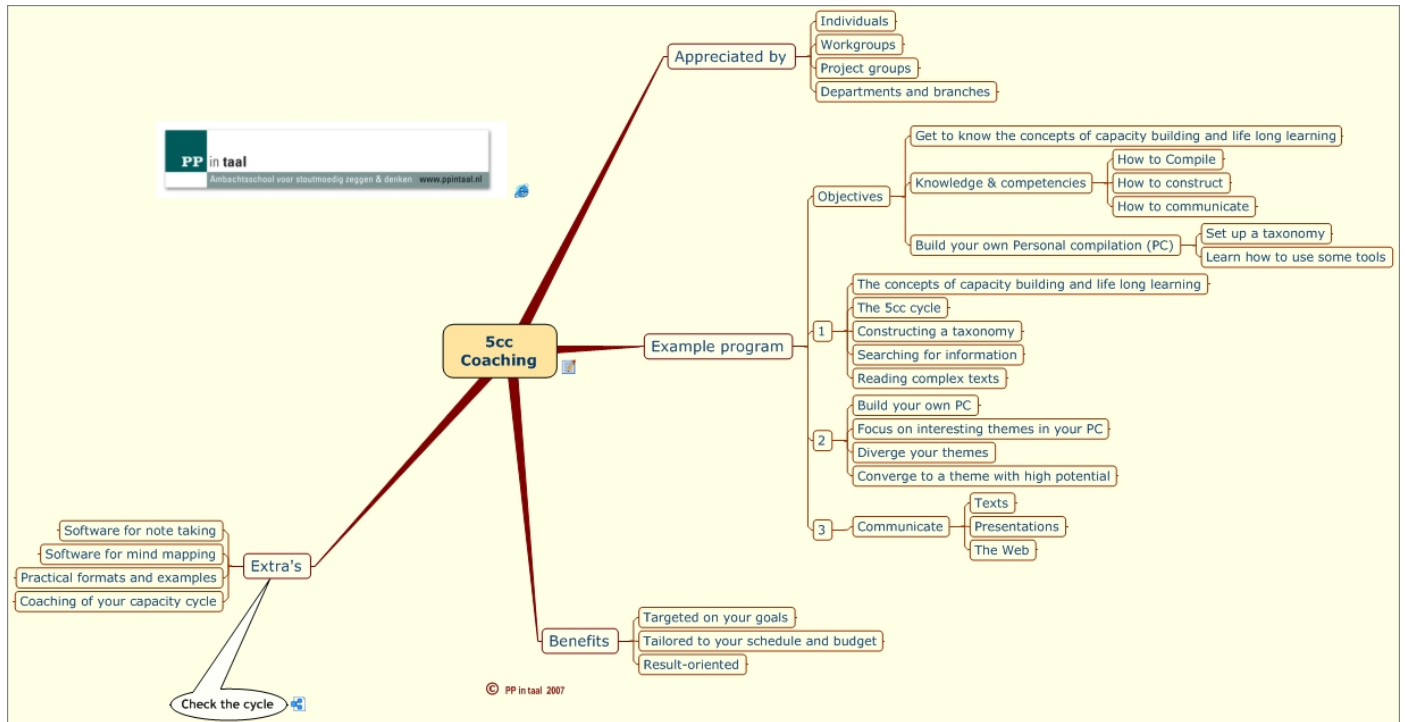 PP in taal
Ambachtsschool voor stoutmoedig zeggen & denken www.ppintaal.nl
5cc
Coaching
Appreciated by
Individuals
Workgroups
Project groups
Departments and branches
Example program
Objectives
Get to know the concepts of capacity building and life long learning
Knowledge & competencies
How to Compile
How to construct
How to communicate
Build your own Personal compilation (PC)
Set up a taxonomy
Learn how to use some tools
1
The concepts of capacity building and life long learning
The 5cc cycle
Constructing a taxonomy
Searching for information
Reading complex texts
2
Build your own PC
Focus on interesting themes in your PC
Diverge your themes
Converge to a theme with high potential
3
Communicate
Texts
Presentations
The Web
Benefits
Targeted on your goals
Tailored to your schedule and budget
Result-oriented
Extra's
Software for note taking
Software for mind mapping
Practical formats and examples
Coaching of your capacity cycle
Check the cycle
© PP in taal 2007